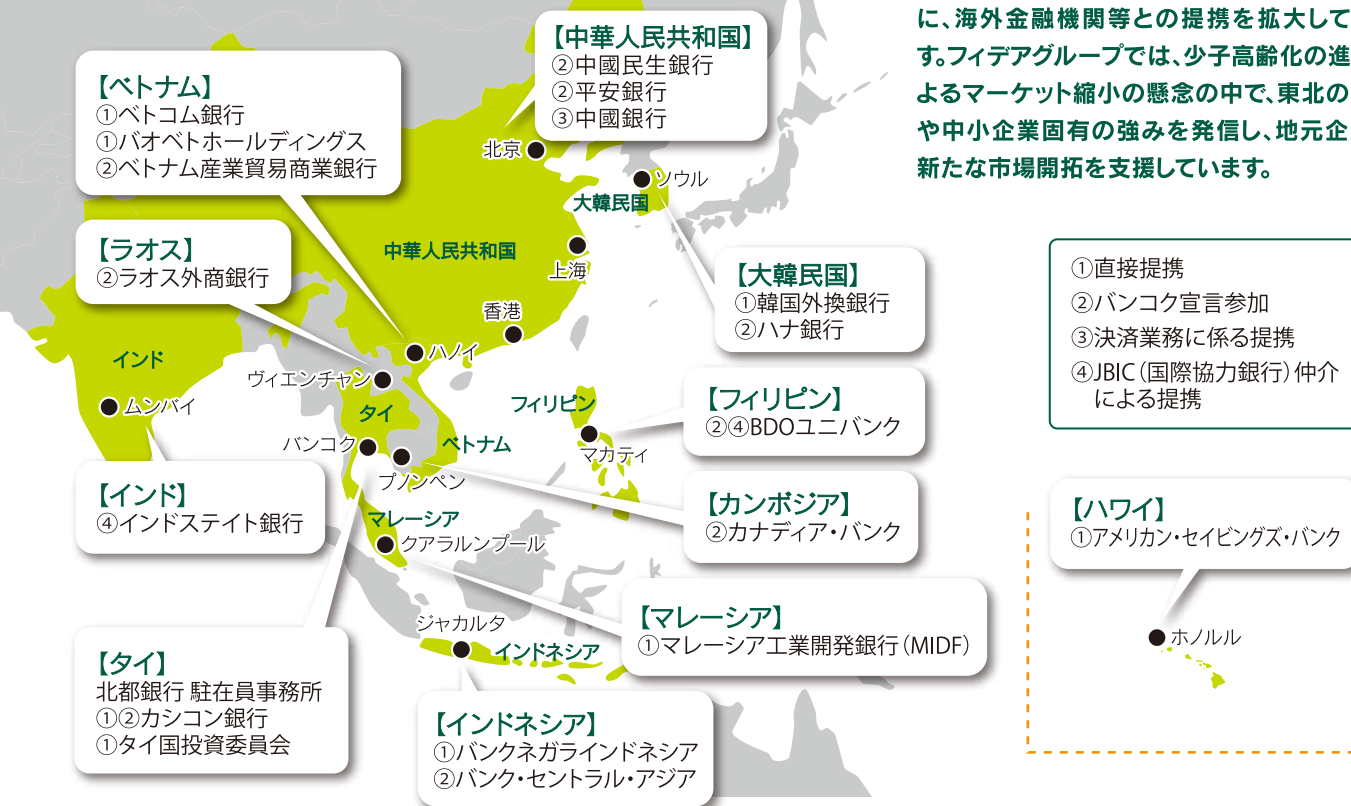 に、海外金融機関等との提携を拡大して
す。フィデアグループでは、少子高齢化の進
よるマーケット縮小の懸念の中で、東北の
や中小企業固有の強みを発信し、地元企
新たな市場開拓を支援しています。
【中華人民共和国】
②中國民生銀行
②平安銀行
③中國銀行
【ベトナム】
①ベトコム銀行
①バオベトホールディングス
②ベトナム産業貿易商業銀行
北京
ソウル
大韓民国
【ラオス】
②ラオス外商銀行
中華人民共和国
上海
香港
【大韓民国】
①韓国外換銀行
②ハナ銀行
①直接提携
②バンコク宣言参加
③決済業務に係る提携
④JBIC(国際協力銀行)仲介
による提携
インド
ムンバイ
ハノイ
ヴィエンチャン
タイ
バンコク
ベトナム
プノンペン
フィリピン
マカティ
【フィリピン】
②④BDOユニバンク
【インド】
④インドステイト銀行
マレーシア
クアラルンプール
【カンボジア】
②カナディア・バンク
【ハワイ】
①アメリカン・セイビングズ・バンク
ホノルル
ジャカルタ
インドネシア
【マレーシア】
①マレーシア工業開発銀行(MIDF)
【タイ】
北都銀行 駐在員事務所
①②カシコン銀行
①タイ国投資委員会
【インドネシア】
①バンクネガラインドネシア
②バンク・セントラル・アジア